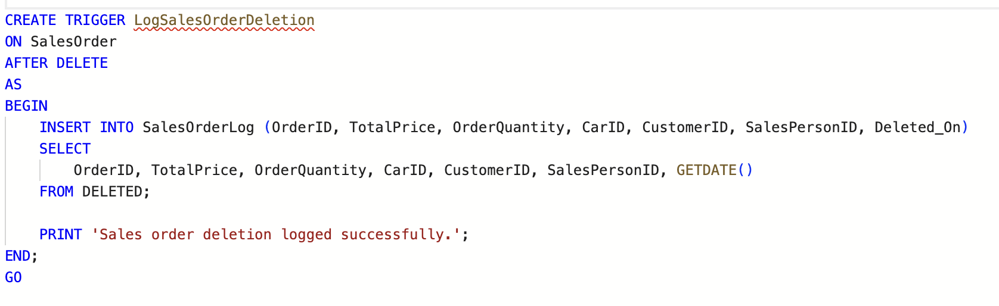 CREATE TRIGGER LogSalesOrderDeletion
ON SalesOrder
AFTER DELETE
AS
BEGIN
    INSERT INTO SalesOrderLog (OrderID, TotalPrice, OrderQuantity, CarID, CustomerID, SalesPersonID, Deleted_On)
    SELECT
        OrderID, TotalPrice, OrderQuantity, CarID, CustomerID, SalesPersonID, GETDATE()
    FROM DELETED;

    PRINT 'Sales order deletion logged successfully.';
END;
GO